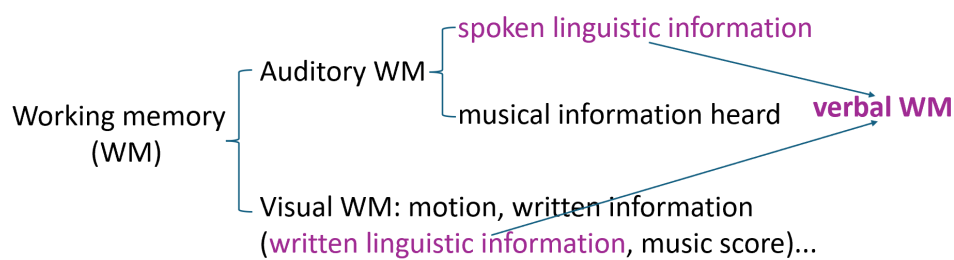 spoken linguistic information
Auditory WM
musical information heard
verbal WM
Working memory
(WM)
Visual WM: motion, written information
(written linguistic information, music score)...